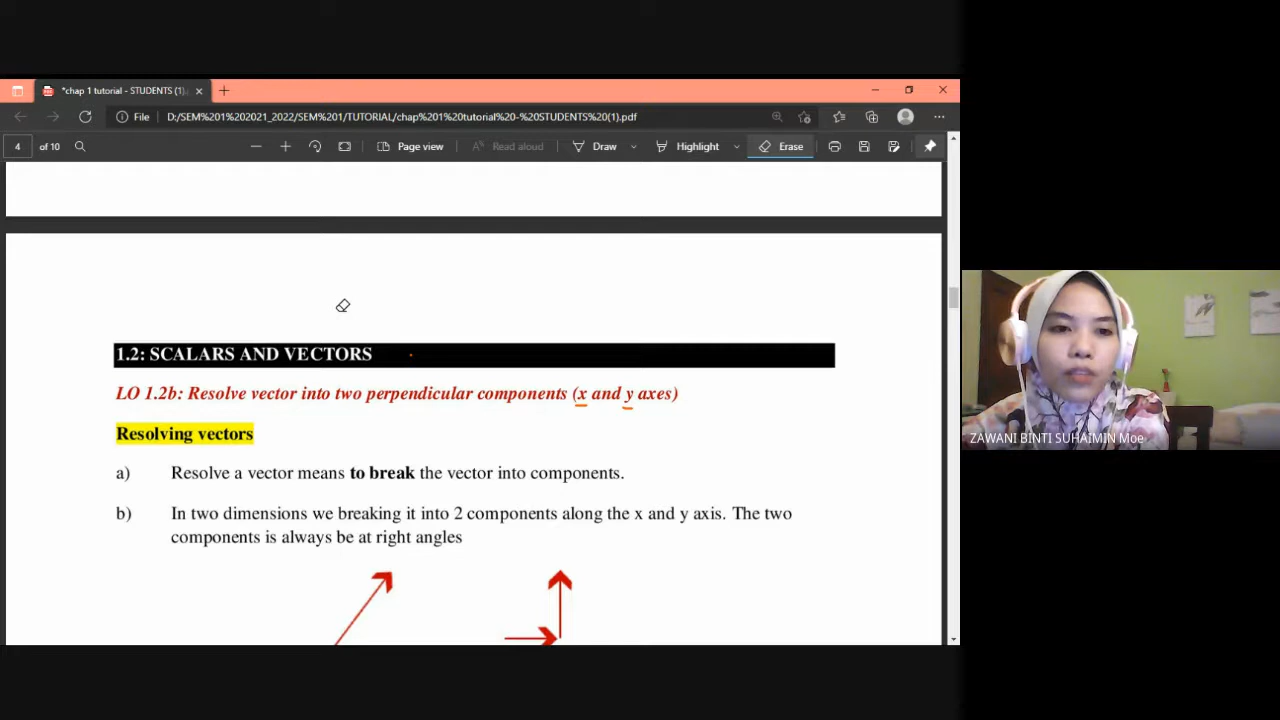 *chap 1 tutorial - STUDENTS (1).
File D:/SEM%201%202021_2022/SEM%201/TUTORIAL/chap%201%20tutorial%20-%20STUDENTS%20(1).pdf
4 of 10 Page view Read aloud Draw Highlight Erase
1.2: SCALARS AND VECTORS
LO 1.2b: Resolve vector into two perpendicular components (x and y axes)
Resolving vectors
a) Resolve a vector means to break the vector into components.
b) In two dimensions we breaking it into 2 components along the x and y axis. The two
components is always be at right angles
ZAWANI BINTI SUHAIMIN Moe